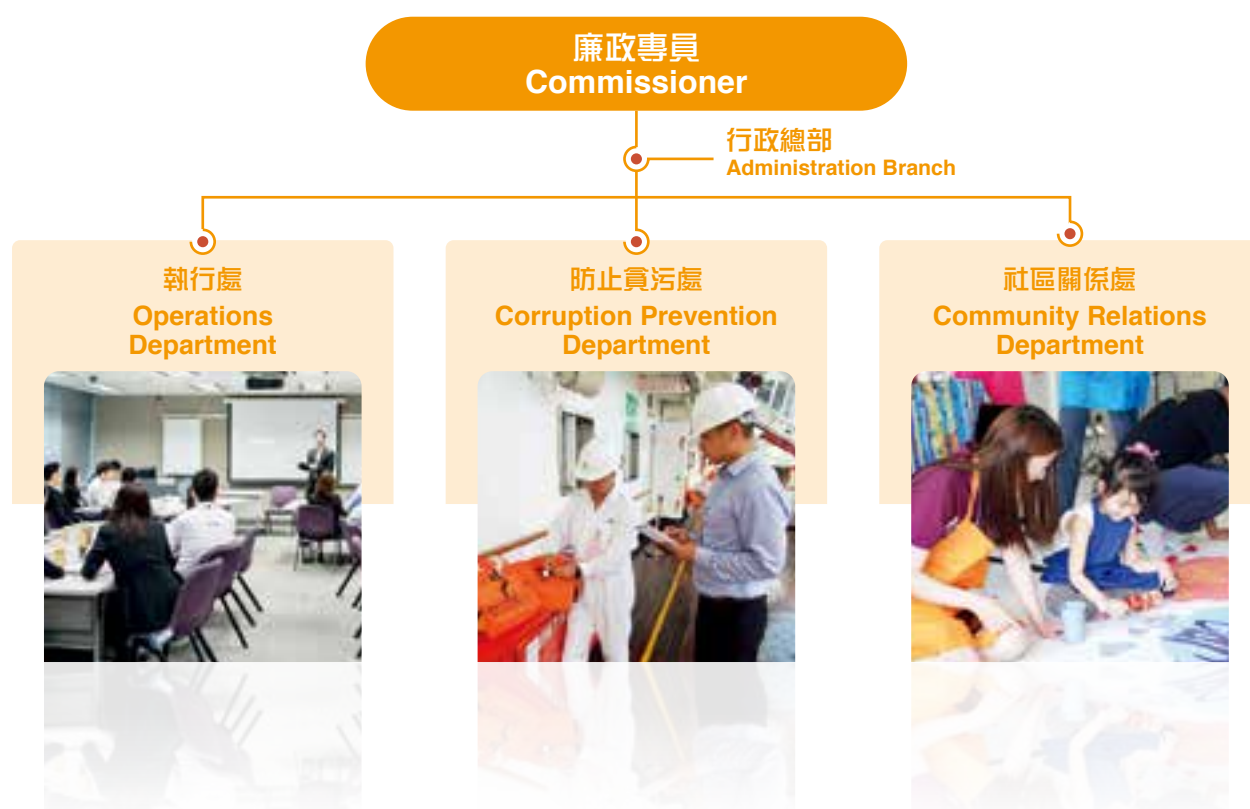 廉政專員
Commissioner
行政總部
Administration Branch
執行處
Operations
Department
防止貪污處
Corruption Prevention
Department
社區關係處
Community Relations
Department